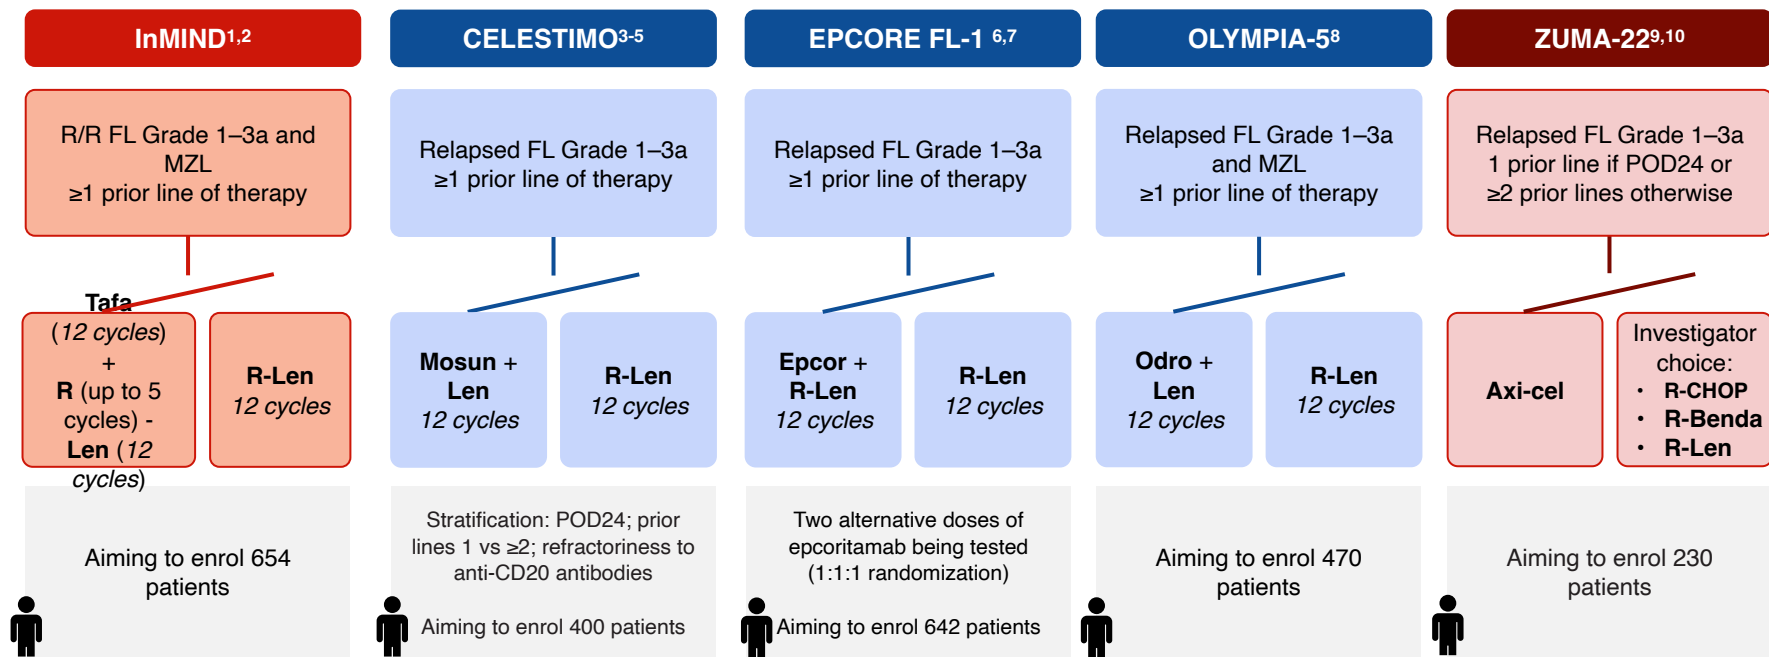 InMIND1,2
R/R FL Grade 1–3a and
MZL
≥1 prior line of therapy
Tafa
(12 cycles)
+
R (up to 5
cycles) -
Len (12
cycles)
R-Len
12 cycles
Aiming to enrol 654
patients
CELESTIMO3-5
Relapsed FL Grade 1–3a
≥1 prior line of therapy
Mosun +
Len
12 cycles
R-Len
12 cycles
Stratification: POD24; prior
lines 1 vs ≥2; refractoriness to
anti-CD20 antibodies
Aiming to enrol 400 patients
EPCORE FL-1 6,7
Relapsed FL Grade 1–3a
≥1 prior line of therapy
Epcor +
R-Len
12 cycles
R-Len
12 cycles
Two alternative doses of
epcoritamab being tested
(1:1:1 randomization)
Aiming to enrol 642 patients
OLYMPIA-58
Relapsed FL Grade 1–3a
and MZL
≥1 prior line of therapy
Odro +
Len
12 cycles
R-Len
12 cycles
Aiming to enrol 470
patients
ZUMA-229,10
Relapsed FL Grade 1–3a
1 prior line if POD24 or
≥2 prior lines otherwise
Axi-cel
Investigator
choice:
• R-CHOP
• R-Benda
• R-Len
Aiming to enrol 230
patients